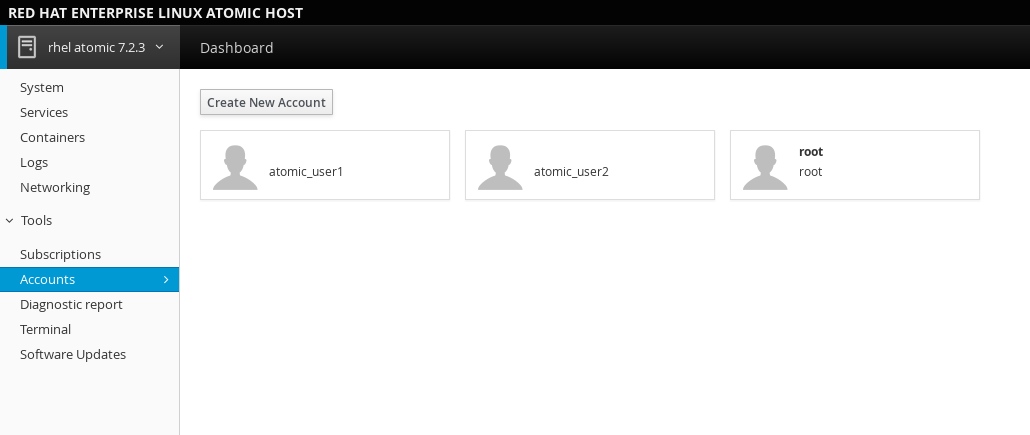 RED HAT ENTERPRISE LINUX ATOMIC HOST
rhel atomic 7.2.3
Dashboard
System
Services
Containers
Logs
Networking
Tools
Subscriptions
Accounts
Diagnostic report
Terminal
Software Updates
Create New Account
atomic_user1
atomic_user2
root
root